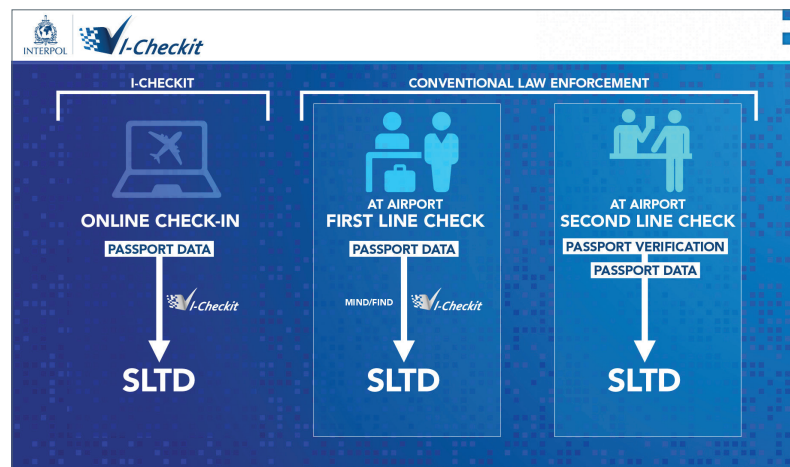 INTERPOL
I-Checkit
I-CHECKIT
CONVENTIONAL LAW ENFORCEMENT
ONLINE CHECK-IN
PASSPORT DATA
I-Checkit
SLTD
AT AIRPORT
FIRST LINE CHECK
PASSPORT DATA
MIND/FIND
I-Checkit
SLTD
AT AIRPORT
SECOND LINE CHECK
PASSPORT VERIFICATION
PASSPORT DATA
SLTD